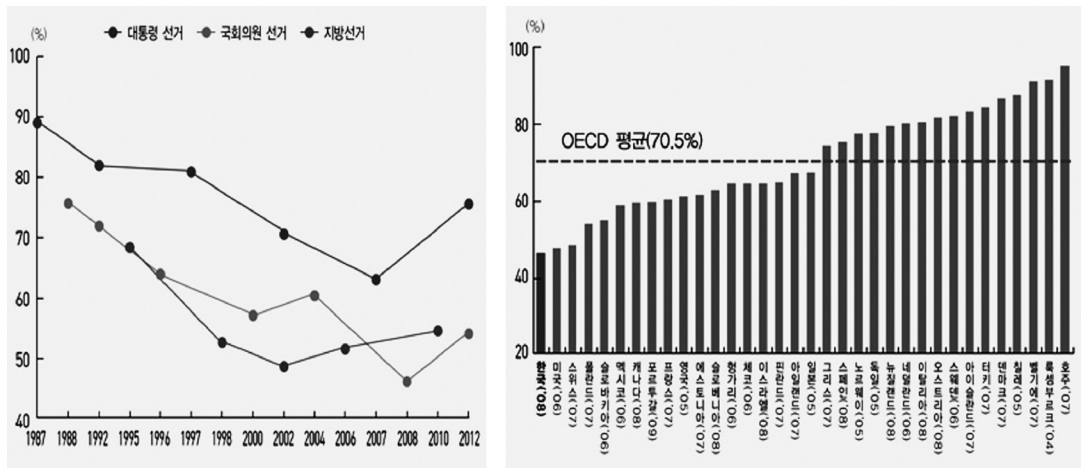 (%)
대통령 선거 국회의원 선거 지방선거
100
90
80
70
60
50
40
1987 1988 1992 1995 1996 1997 1998 2000 2002 2004 2006 2007 2008 2010 2012
(%)
100
80
60
40
20
OECD 평균(70.5%)
한국('08)
미국('06)
스위스('07)
폴란드('07)
슬로바키아('06)
멕시코('06)
캐나다('08)
포르투갈('09)
프랑스('07)
영국('05)
에스토니아('07)
슬로베니아('08)
헝가리('06)
체코('06)
이스라엘('08)
핀란드('07)
아일랜드('07)
일본('05)
그리스('07)
스페인('08)
노르웨이('05)
독일('05)
뉴질랜드('08)
네덜란드('06)
이탈리아('08)
오스트리아('08)
스웨덴('06)
아이슬란드('07)
터키('07)
덴마크('07)
칠레('05)
벨기에('07)
룩셈부르크('04)
호주('07)